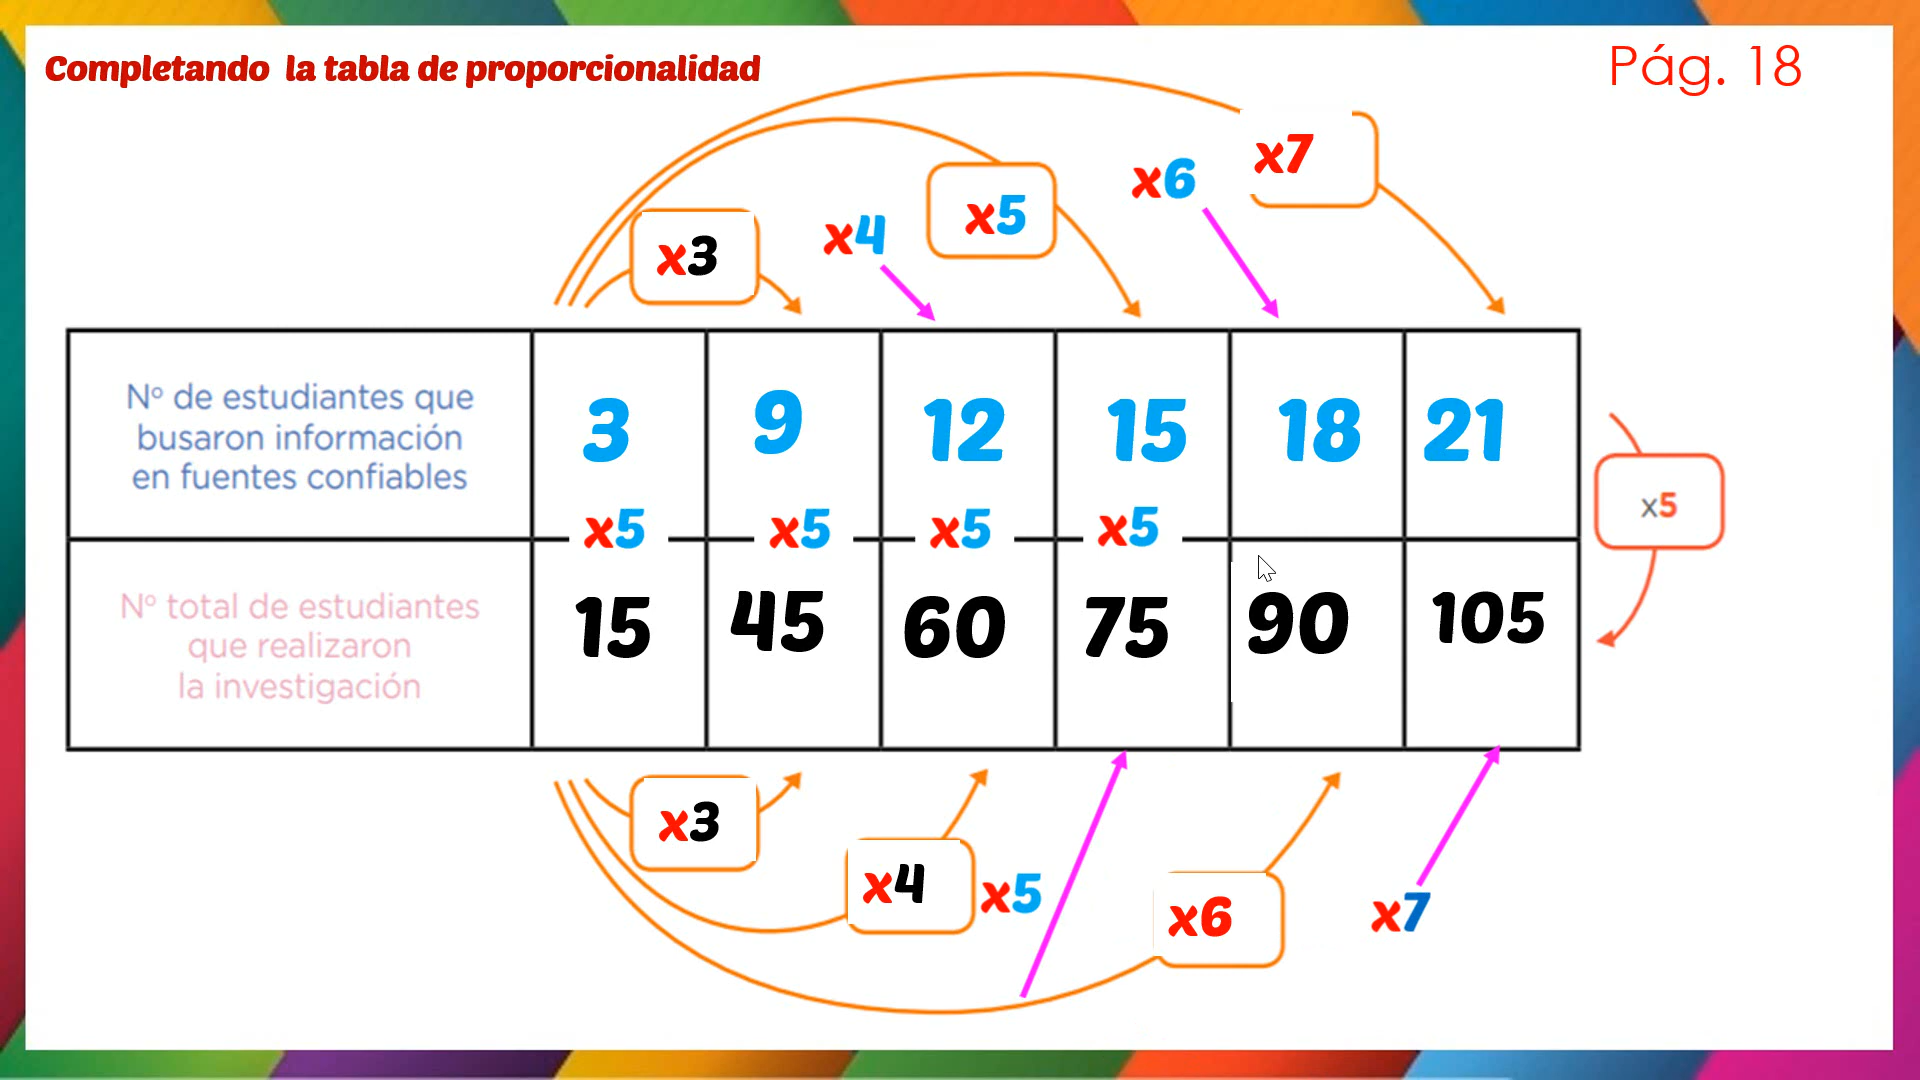 Completando la tabla de proporcionalidad
Pág. 18
x7
x6
x5
x4
x3
Nº de estudiantes que
busaron información
en fuentes confiables
3 9 12 15 18 21
x5 x5 x5 x5
x5
Nº total de estudiantes
que realizaron
la investigación
15 45 60 75 90 105
x3
x4 x5
x6 x7